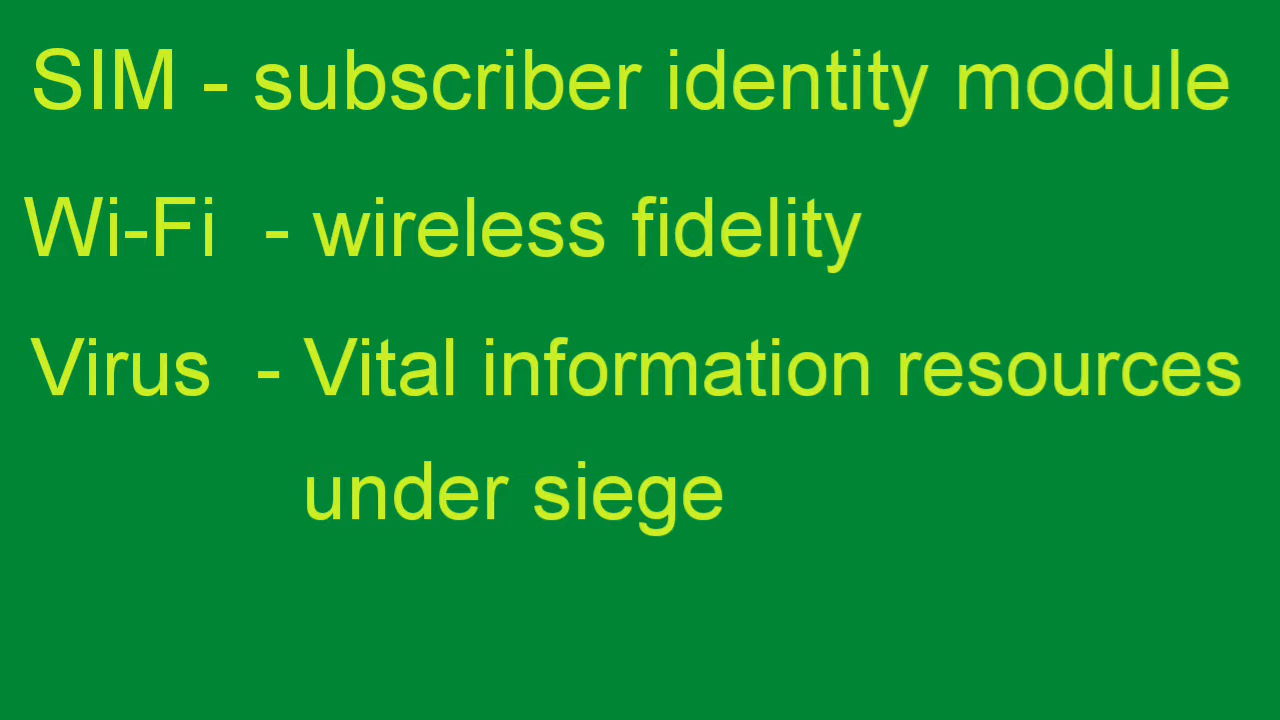 SIM - subscriber identity module
Wi-Fi - wireless fidelity
Virus - Vital information resources
under siege